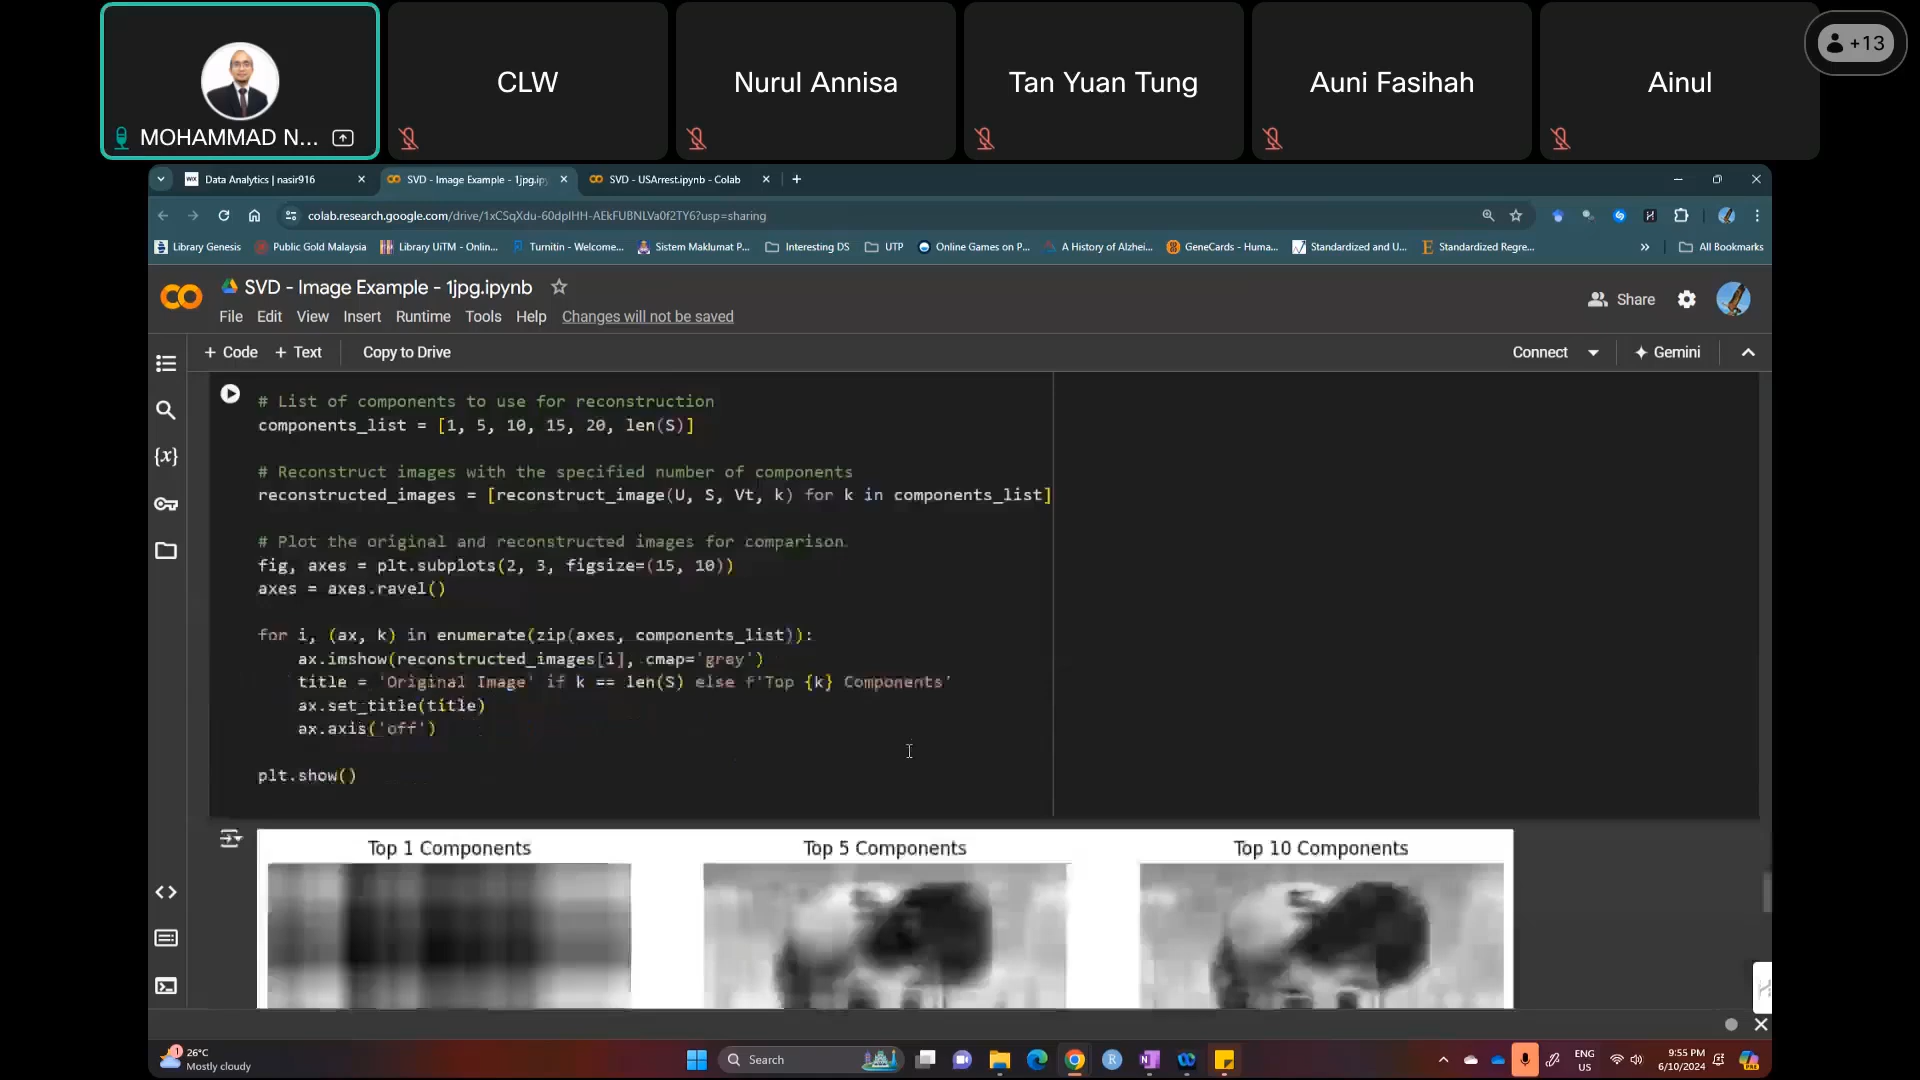 CLW
Nurul Annisa
Tan Yuan Tung
Auni Fasihah
Ainul
+13
MOHAMMAD N...
Data Analytics | nasir916
SVD - Image Example - 1jpg.ipy
SVD - USArrest.ipynb - Colab
colab.research.google.com/drive/1xCSqXdu-60dpIHH-AEkFUBNLVa0f2TY6?usp=sharing
Library Genesis
Public Gold Malaysia
Library UiTM - Onlin...
Turnitin - Welcome...
Sistem Maklumat P...
Interesting DS
UTP
Online Games on P...
A History of Alzhei...
GeneCards - Huma...
Standardized and U...
Standardized Regre...
All Bookmarks
SVD - Image Example - 1jpg.ipynb
Share
File Edit View Insert Runtime Tools Help Changes will not be saved
+ Code + Text Copy to Drive
Connect
Gemini
# List of components to use for reconstruction
components_list = [1, 5, 10, 15, 20, len(S)]
# Reconstruct images with the specified number of components
reconstructed_images = [reconstruct_image(U, S, Vt, k) for k in components_list]
# Plot the original and reconstructed images for comparison
fig, axes = plt.subplots(2, 3, figsize=(15, 10))
axes = axes.ravel()
for i, (ax, k) in enumerate(zip(axes, components_list)):
    ax.imshow(reconstructed_images[i], cmap='gray')
    title = 'Original Image' if k == len(S) else f'Top {k} Components'
    ax.set_title(title)
    ax.axis('off')
plt.show()
Top 1 Components
Top 5 Components
Top 10 Components
1
26°C
Mostly cloudy
Search
ENG
US
9:55 PM
6/10/2024